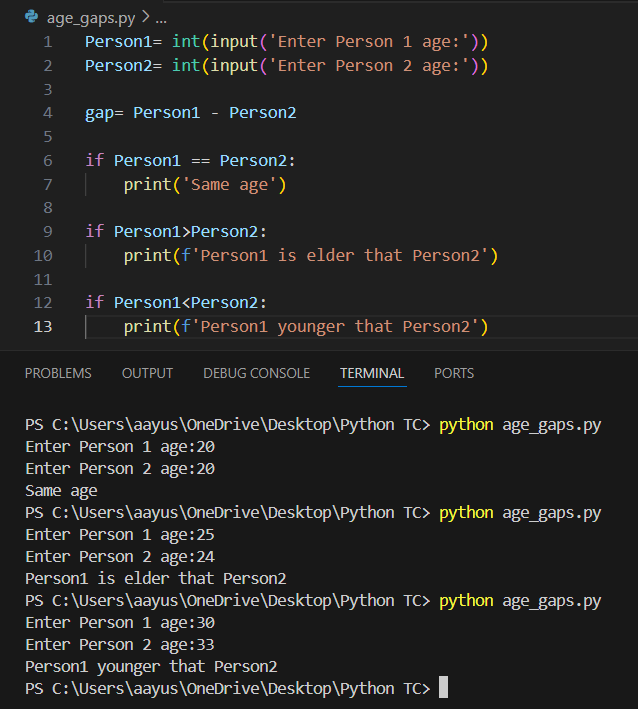 age_gaps.py > ...
1 Person1= int(input('Enter Person 1 age:'))
2 Person2= int(input('Enter Person 2 age:'))
3
4 gap= Person1 - Person2
5
6 if Person1 == Person2:
7     print('Same age')
8
9 if Person1>Person2:
10     print(f'Person1 is elder that Person2')
11
12 if Person1<Person2:
13     print(f'Person1 younger that Person2')
PROBLEMS OUTPUT DEBUG CONSOLE TERMINAL PORTS
PS C:\Users\aayus\OneDrive\Desktop\Python TC> python age_gaps.py
Enter Person 1 age:20
Enter Person 2 age:20
Same age
PS C:\Users\aayus\OneDrive\Desktop\Python TC> python age_gaps.py
Enter Person 1 age:25
Enter Person 2 age:24
Person1 is elder that Person2
PS C:\Users\aayus\OneDrive\Desktop\Python TC> python age_gaps.py
Enter Person 1 age:30
Enter Person 2 age:33
Person1 younger that Person2
PS C:\Users\aayus\OneDrive\Desktop\Python TC>